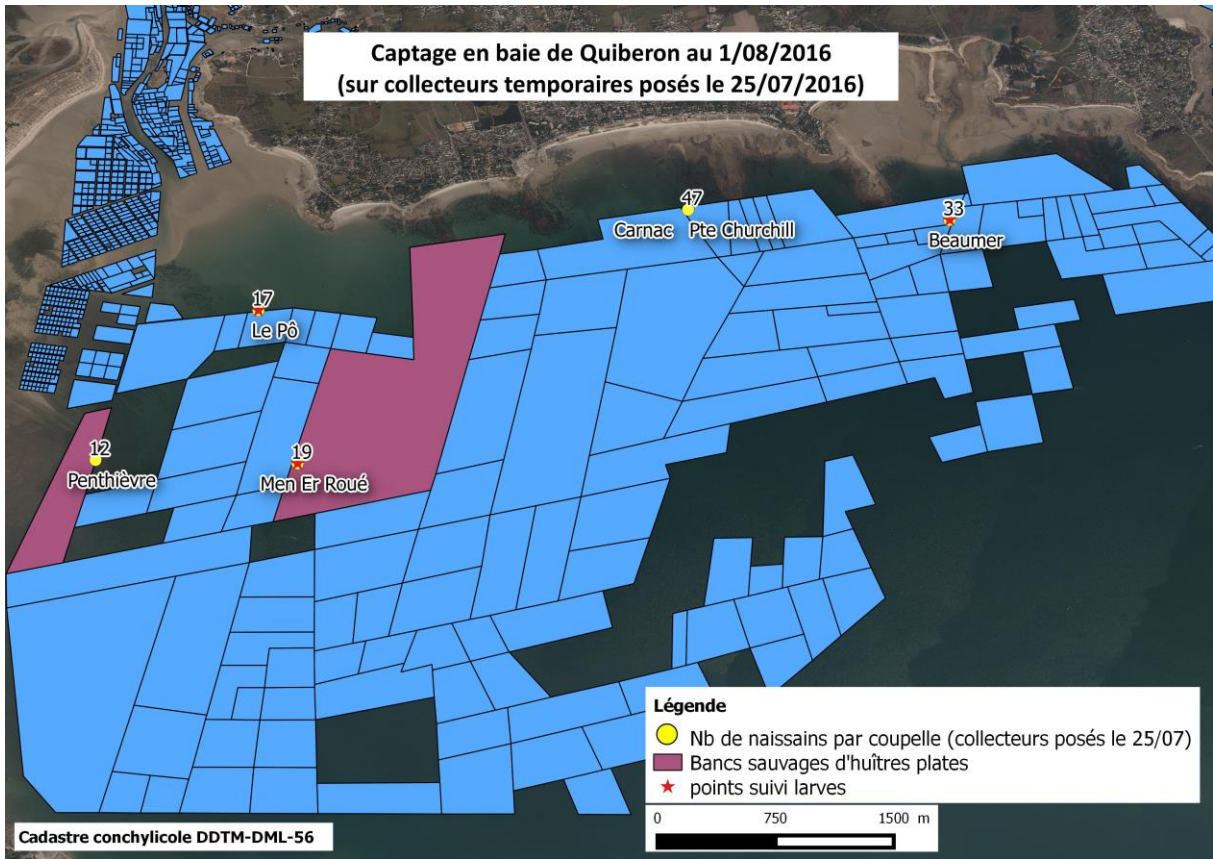 Captage en baie de Quiberon au 1/08/2016
(sur collecteurs temporaires posés le 25/07/2016)
47
Carnac Pte Churchill
33
Beaumer
17
Le Pô
12
Penthièvre
19
Men Er Roué
Légende
Nb de naissains par coupelle (collecteurs posés le 25/07)
Bancs sauvages d'huîtres plates
points suivi larves
0 750 1500 m
Cadastre conchylicole DDTM-DML-56